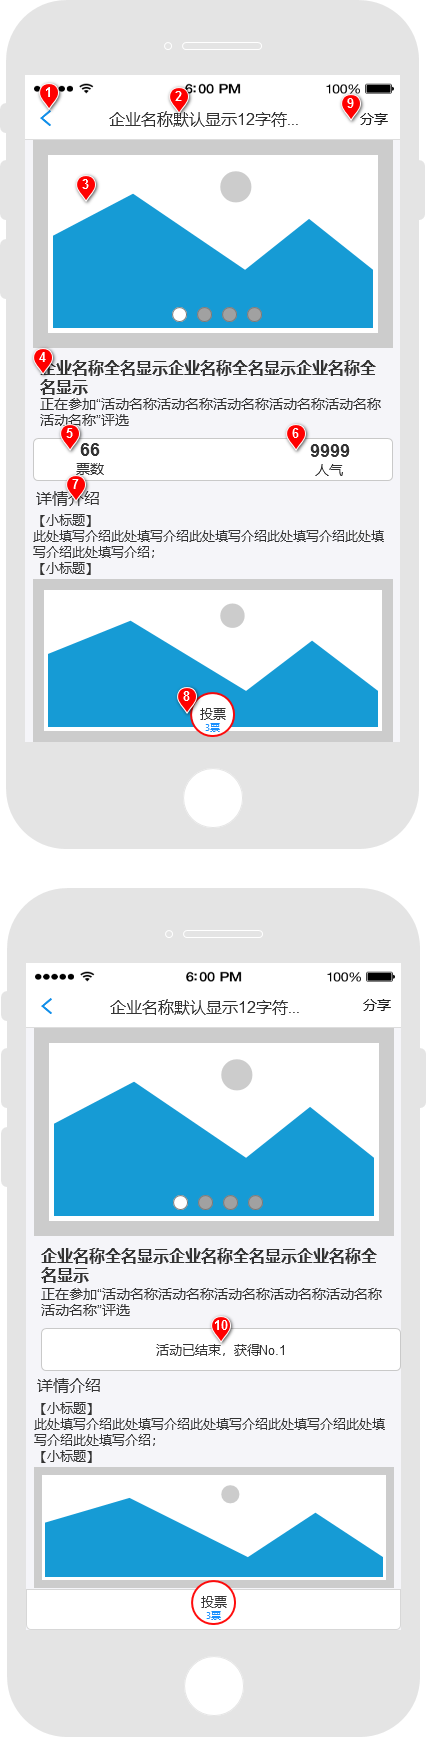 1
2
6:00 PM
100%
9
企业名称默认显示12字符...
分享
3
4
企业名称全名显示企业名称全名显示企业名称全
名显示
正在参加“活动名称活动名称活动名称活动名称活动名称
活动名称”评选
5
66
票数
6
9999
人气
7
详情介绍
【小标题】
此处填写介绍此处填写介绍此处填写介绍此处填写介绍此处填
写介绍此处填写介绍;
【小标题】
8
投票
3票
6:00 PM
100%
企业名称默认显示12字符...
分享
企业名称全名显示企业名称全名显示企业名称全
名显示
正在参加“活动名称活动名称活动名称活动名称活动名称
活动名称”评选
10
活动已结束，获得No.1
详情介绍
【小标题】
此处填写介绍此处填写介绍此处填写介绍此处填写介绍此处填
写介绍此处填写介绍;
【小标题】
投票
3票